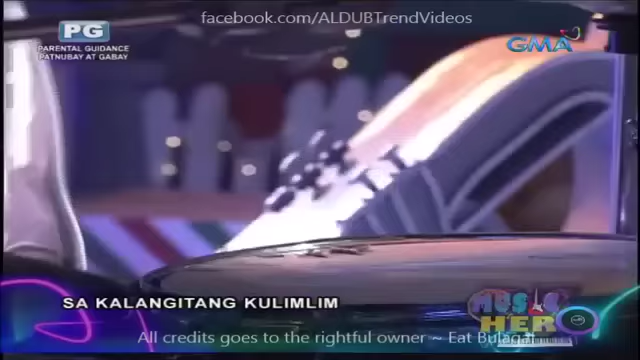 facebook.com/ALDUBTrendVideos
PG
PARENTAL GUIDANCE
PATNUBAY AT GABAY
GMA
SA KALANGITANG KULIMLIM
MUSIC
HERO
All credits goes to the rightful owner ~ Eat Bulaga!